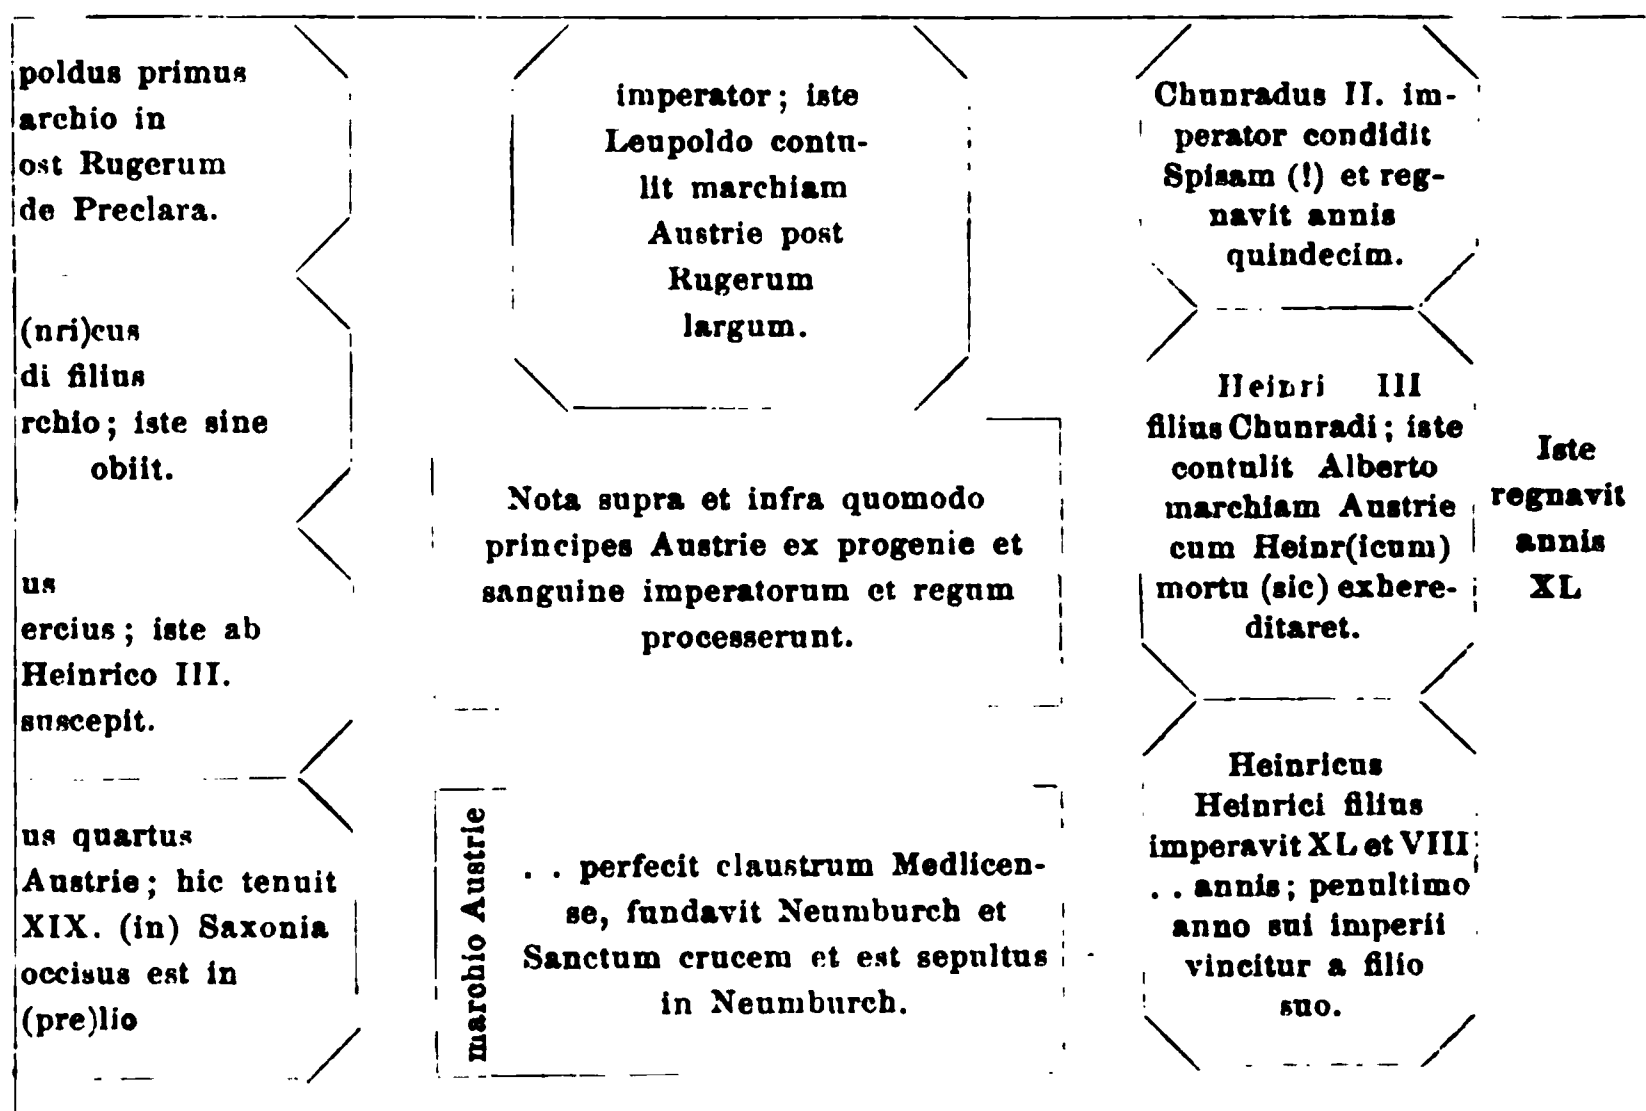 poldus primus
archio in
ost Rugerum
de Preclara.
(nri)cus
di filius
rchio; iste sine
obiit.
us
ercius; iste ab
Heinrico III.
suscepit.
us quartus
Austrie; hic tenuit
XIX. (in) Saxonia
occisus est in
(pre)lio
imperator; iste
Leupoldo contu-
lit marchiam
Austrie post
Rugerum
largum.
Nota supra et infra quomodo
principes Austrie ex progenie et
sanguine imperatorum et regum
processerunt.
marchio Austrie
. . perfecit claustrum Medlicen-
se, fundavit Neumburch et
Sanctum crucem et est sepultus
in Neumburch.
Chunradus II. im-
perator condidit
Spisam (!) et reg-
navit annis
quindecim.
Heinri III
filius Chunradi; iste
contulit Alberto
marchiam Austrie
cum Heinr(icum)
mortu (sic) exhere-
ditaret.
Iste
regnavit
annis
XL
Heinricus
Heinrici filius
imperavit XL et VIII
. . annis; penultimo
anno sui imperii
vincitur a filio
suo.